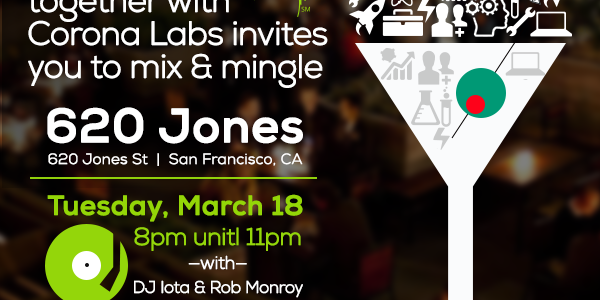 together with
SM
Corona Labs invites
you to mix & mingle
620 Jones
620 Jones St | San Francisco, CA
Tuesday, March 18
8pm unitl 11pm
—with—
DJ Iota & Rob Monroy